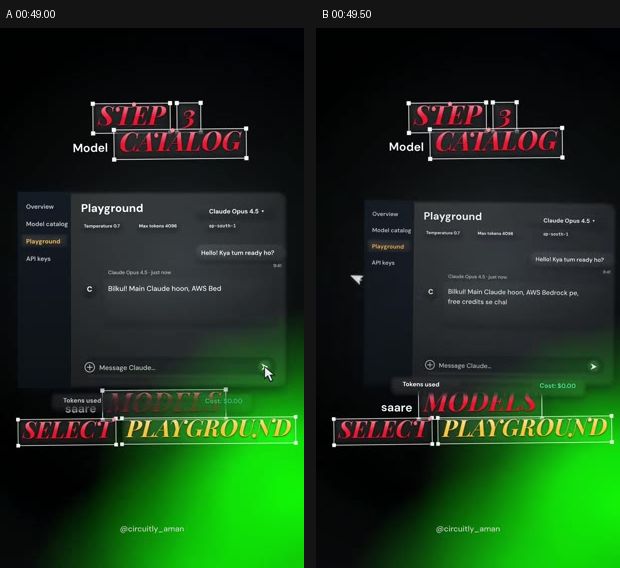 A 00:49.00
STEP 3
Model CATALOG
Overview
Model catalog
Playground
API keys
Playground
Claude Opus 4.5
Temperature 0.7
Max tokens 4096
ap-south-1
Hello! Kya tum ready ho?
9:41
Claude Opus 4.5 · just now
C
Bilkul! Main Claude hoon, AWS Bed
Message Claude...
Tokens used
Cost: $0.00
saare MODELS
SELECT PLAYGROUND
@circuitly_aman
B 00:49.50
STEP 3
Model CATALOG
Overview
Model catalog
Playground
API keys
Playground
Claude Opus 4.5
Temperature 0.7
Max tokens 4096
ap-south-1
Hello! Kya tum ready ho?
9:41
Claude Opus 4.5 · just now
C
Bilkul! Main Claude hoon, AWS Bedrock pe,
free credits se chal
Message Claude...
Tokens used
Cost: $0.00
saare MODELS
SELECT PLAYGROUND
@circuitly_aman